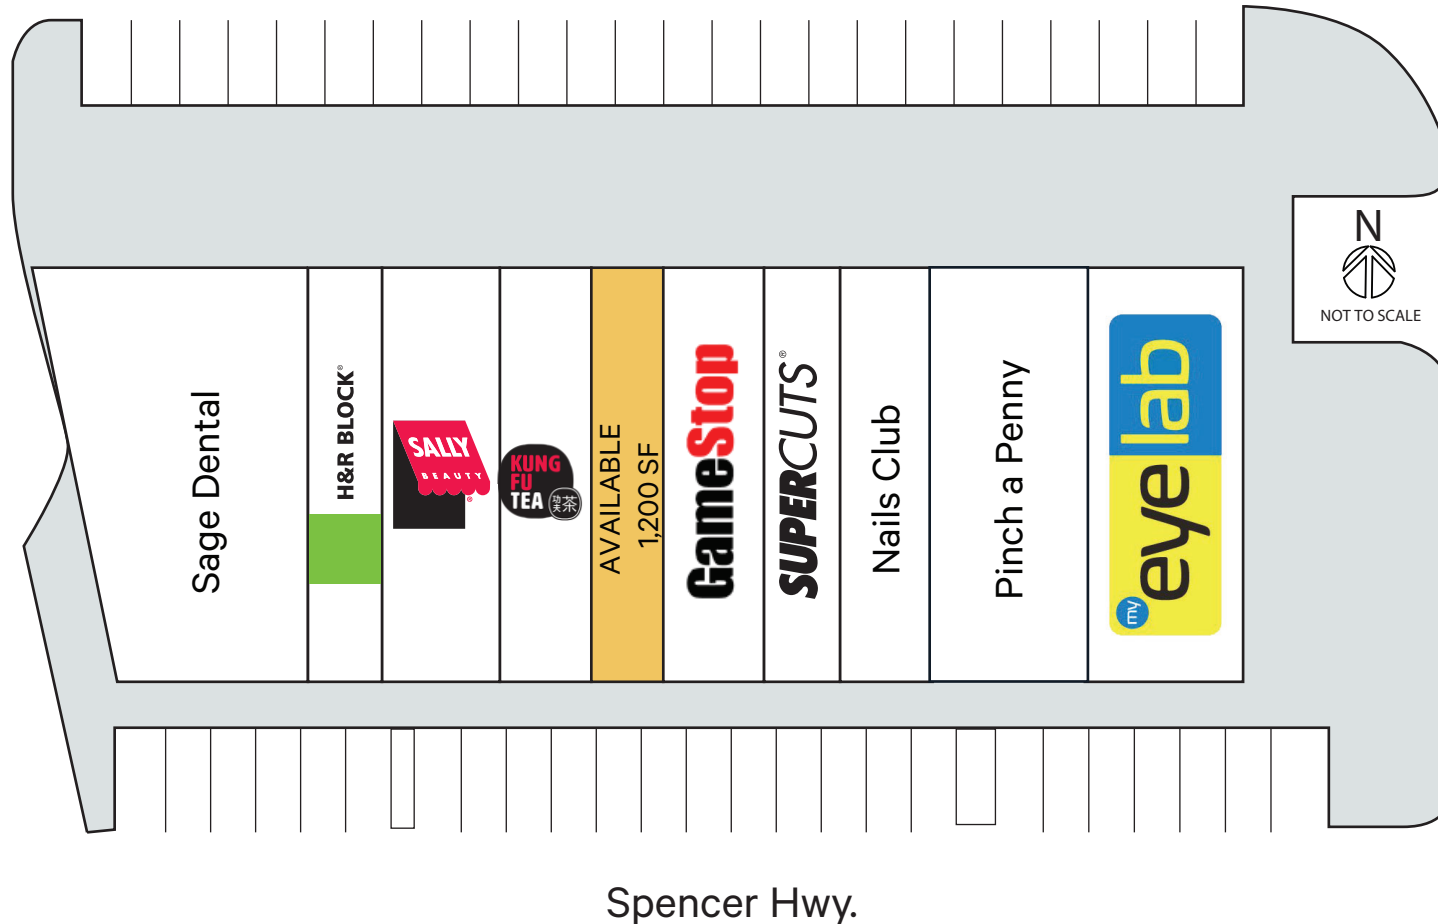 N
NOT TO SCALE
Sage Dental
H&R BLOCK®
SALLY
BEAUTY®
KUNG
FU
TEA
功夫茶
AVAILABLE
1,200 SF
GameStop
SUPERCUTS®
Nails Club
Pinch a Penny
my eyelab
Spencer Hwy.